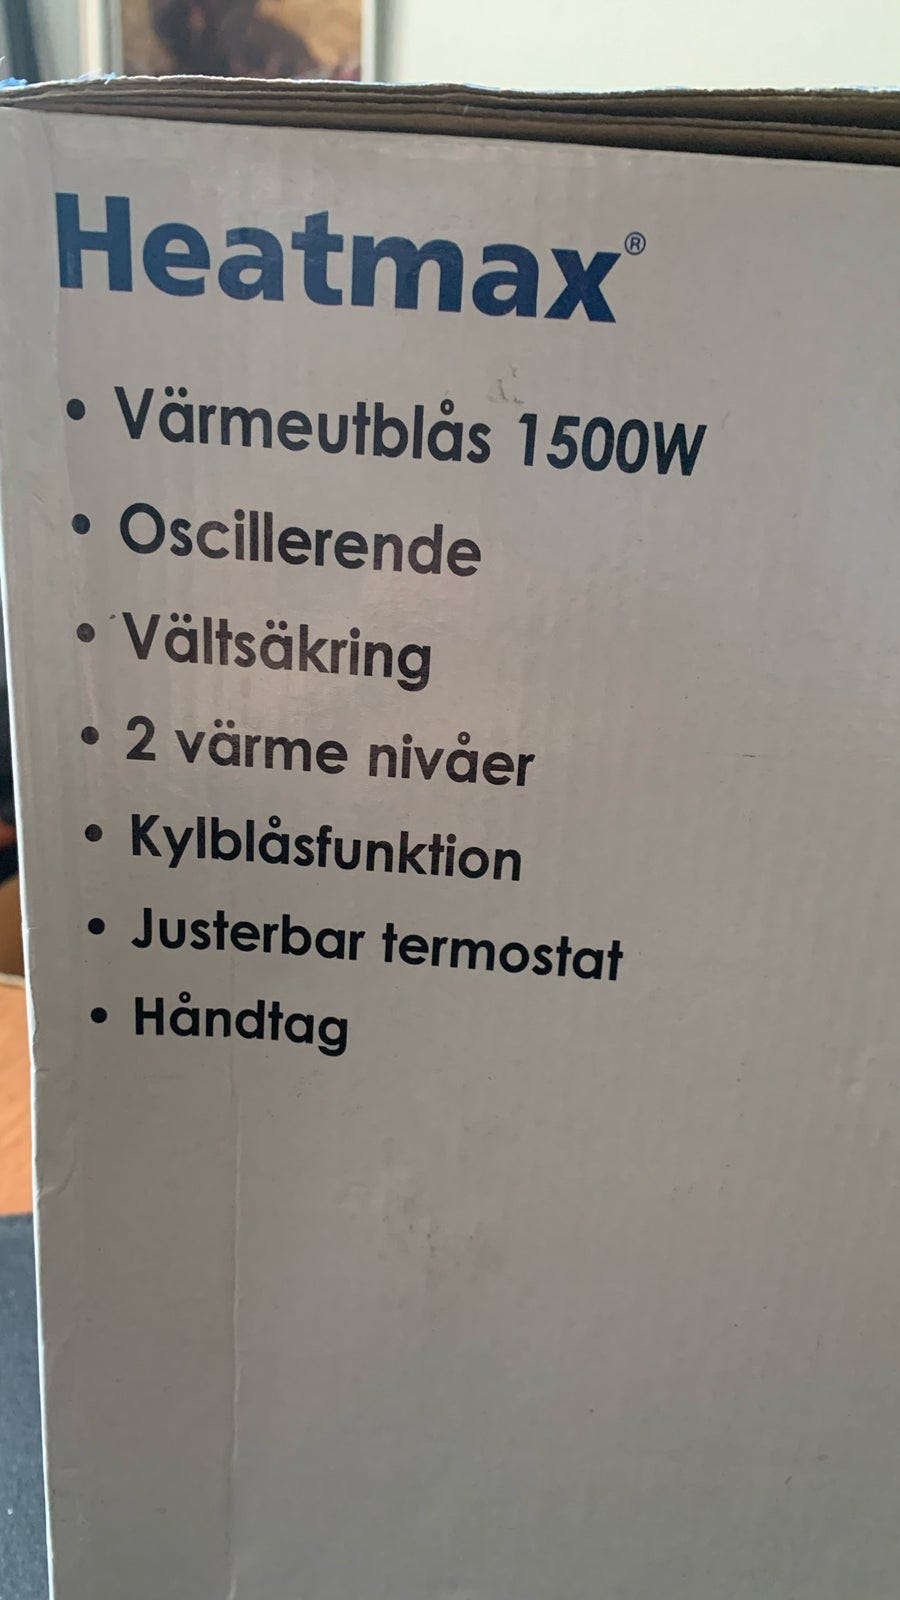 Heatmax®
• Värmeutblås 1500W
• Oscillerende
• Vältsäkring
• 2 värme nivåer
• Kylblåsfunktion
• Justerbar termostat
• Håndtag